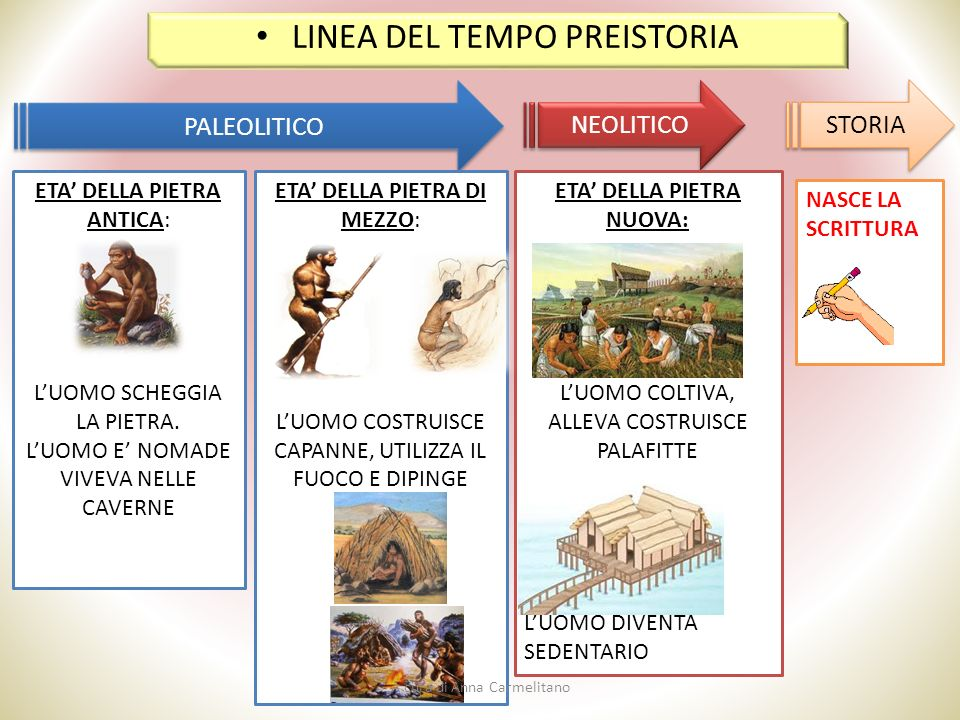 • LINEA DEL TEMPO PREISTORIA
PALEOLITICO
NEOLITICO
STORIA
ETA’ DELLA PIETRA
ANTICA:
L’UOMO SCHEGGIA
LA PIETRA.
L’UOMO E’ NOMADE
VIVEVA NELLE
CAVERNE
ETA’ DELLA PIETRA DI
MEZZO:
L’UOMO COSTRUISCE
CAPANNE, UTILIZZA IL
FUOCO E DIPINGE
ETA’ DELLA PIETRA
NUOVA:
L’UOMO COLTIVA,
ALLEVA COSTRUISCE
PALAFITTE
L’UOMO DIVENTA
SEDENTARIO
NASCE LA
SCRITTURA
di Anna Carmelitano